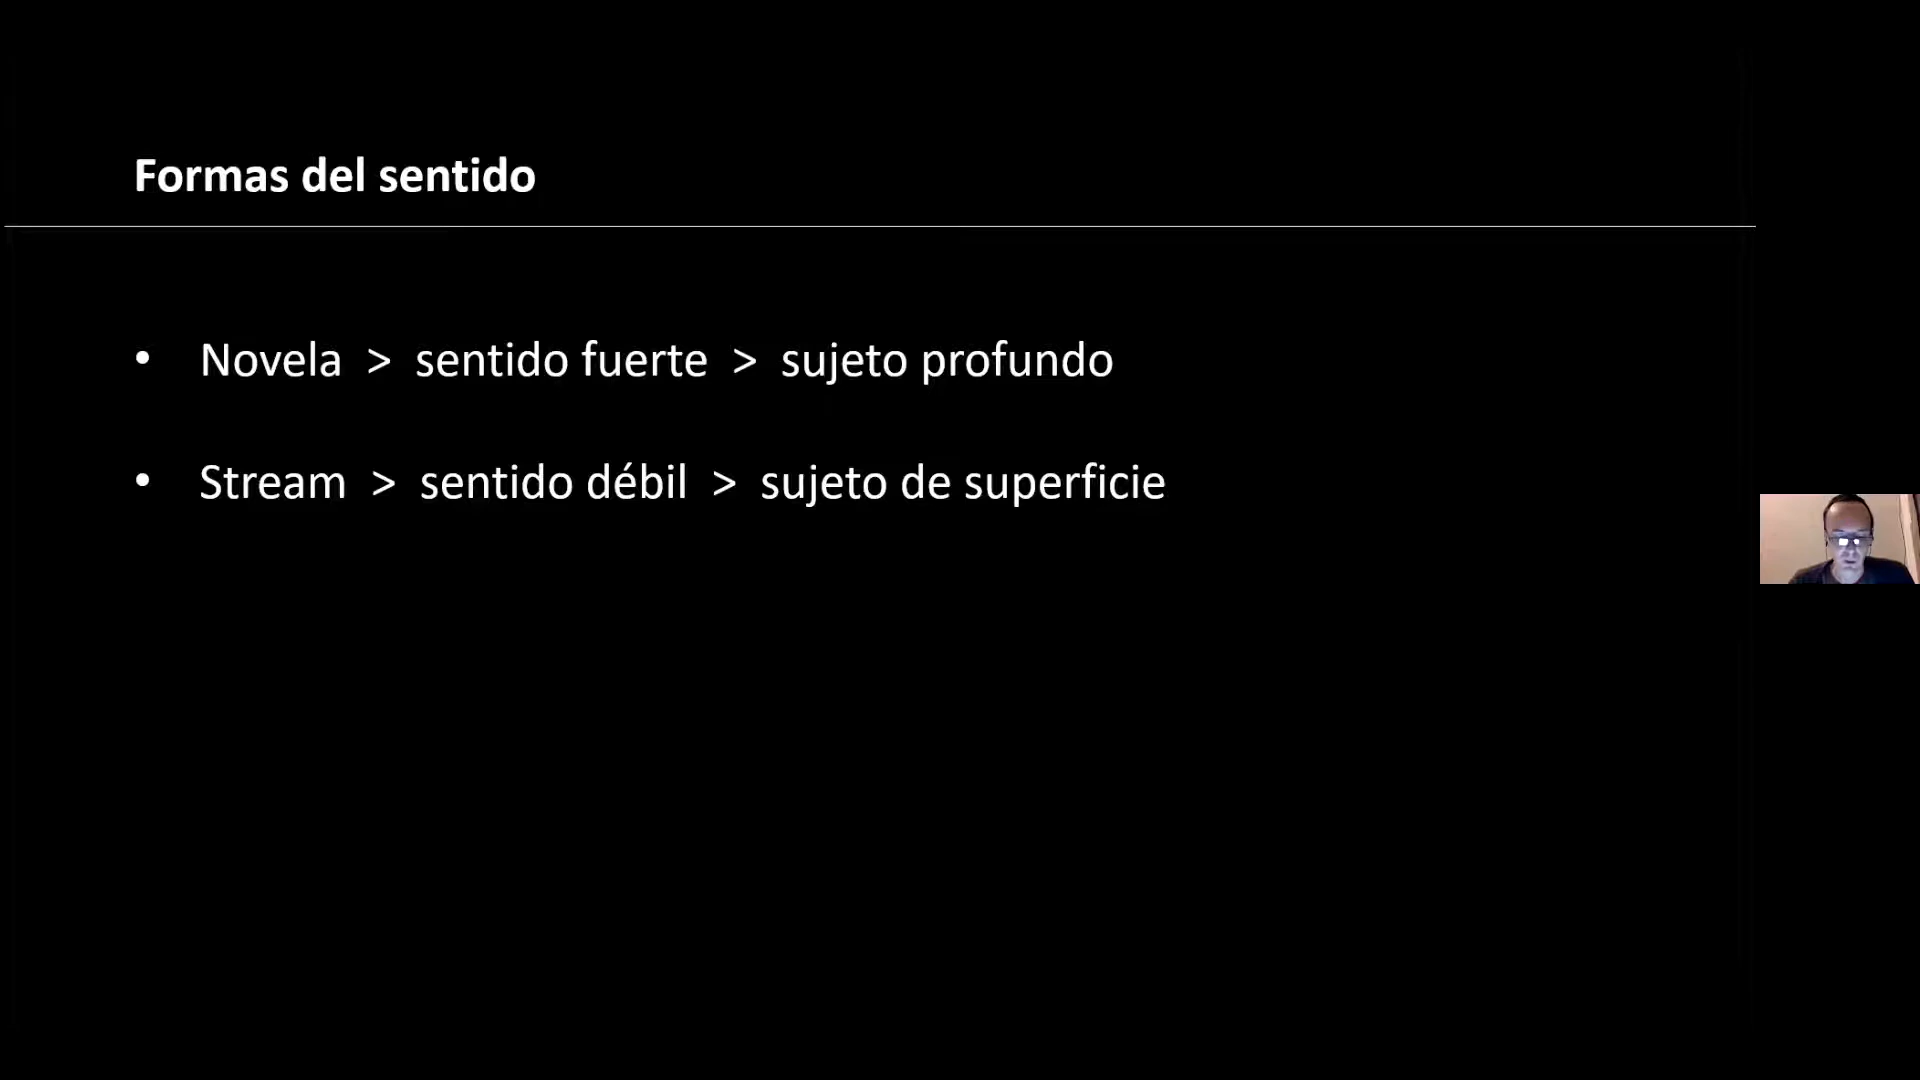 Formas del sentido
• Novela > sentido fuerte > sujeto profundo
• Stream > sentido débil > sujeto de superficie